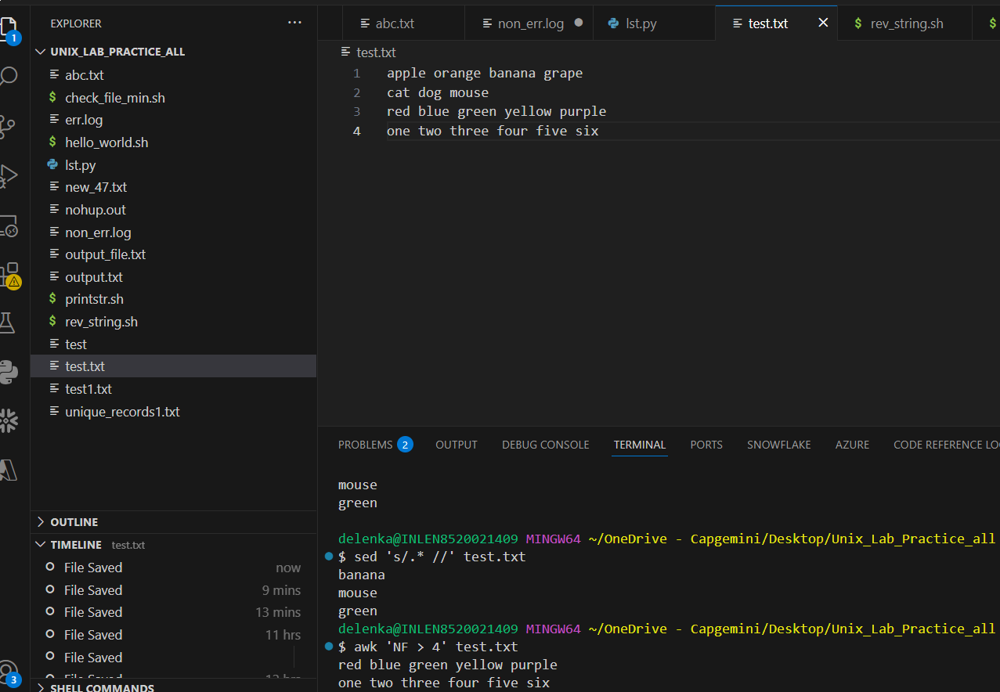 1
EXPLORER
···
UNIX_LAB_PRACTICE_ALL
abc.txt
$ check_file_min.sh
err.log
$ hello_world.sh
lst.py
new_47.txt
nohup.out
non_err.log
output_file.txt
output.txt
$ printstr.sh
$ rev_string.sh
test
test.txt
test1.txt
unique_records1.txt
OUTLINE
TIMELINE test.txt
File Saved now
File Saved 9 mins
File Saved 13 mins
File Saved 11 hrs
File Saved
File Saved
SHELL COMMANDS
3
abc.txt non_err.log lst.py test.txt $ rev_string.sh $
test.txt
1 apple orange banana grape
2 cat dog mouse
3 red blue green yellow purple
4 one two three four five six
PROBLEMS 2 OUTPUT DEBUG CONSOLE TERMINAL PORTS SNOWFLAKE AZURE CODE REFERENCE LO
mouse
green
delenka@INLEN8520021409 MINGW64 ~/OneDrive - Capgemini/Desktop/Unix_Lab_Practice_all
$ sed 's/.* //' test.txt
banana
mouse
green
delenka@INLEN8520021409 MINGW64 ~/OneDrive - Capgemini/Desktop/Unix_Lab_Practice_all
$ awk 'NF > 4' test.txt
red blue green yellow purple
one two three four five six